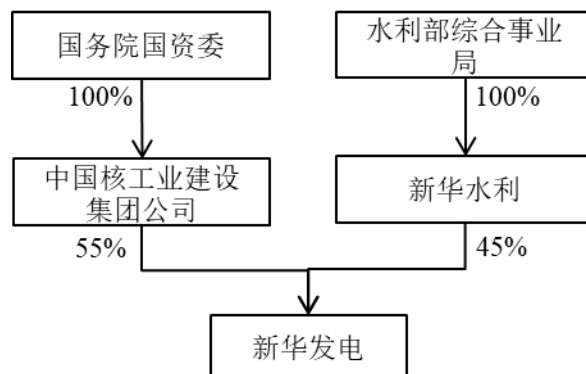 国务院国资委
水利部综合事业
局
100%
100%
中国核工业建设
集团公司
新华水利
55%
45%
新华发电